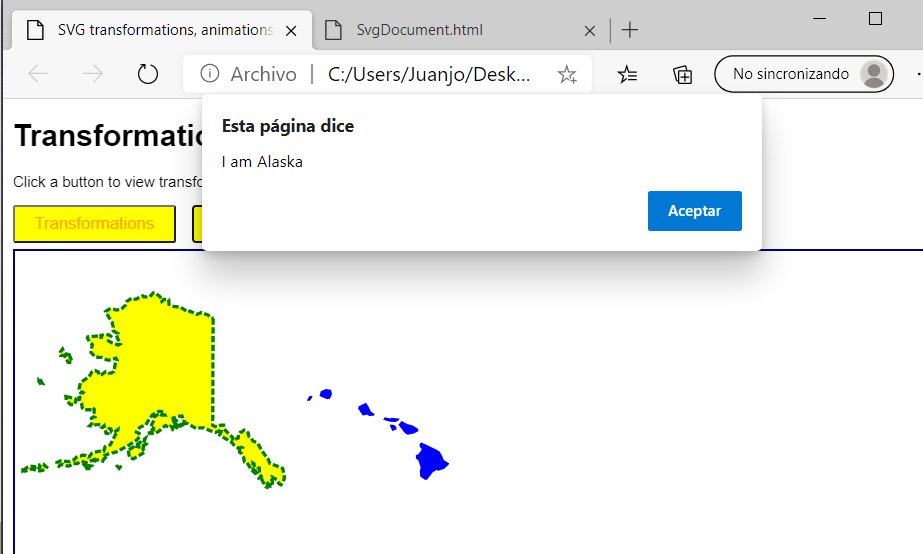 SVG transformations, animations
SvgDocument.html
Archivo
C:/Users/Juanjo/Desk...
No sincronizando
Esta página dice
I am Alaska
Aceptar
Transformatio
Click a button to view transfo
Transformations